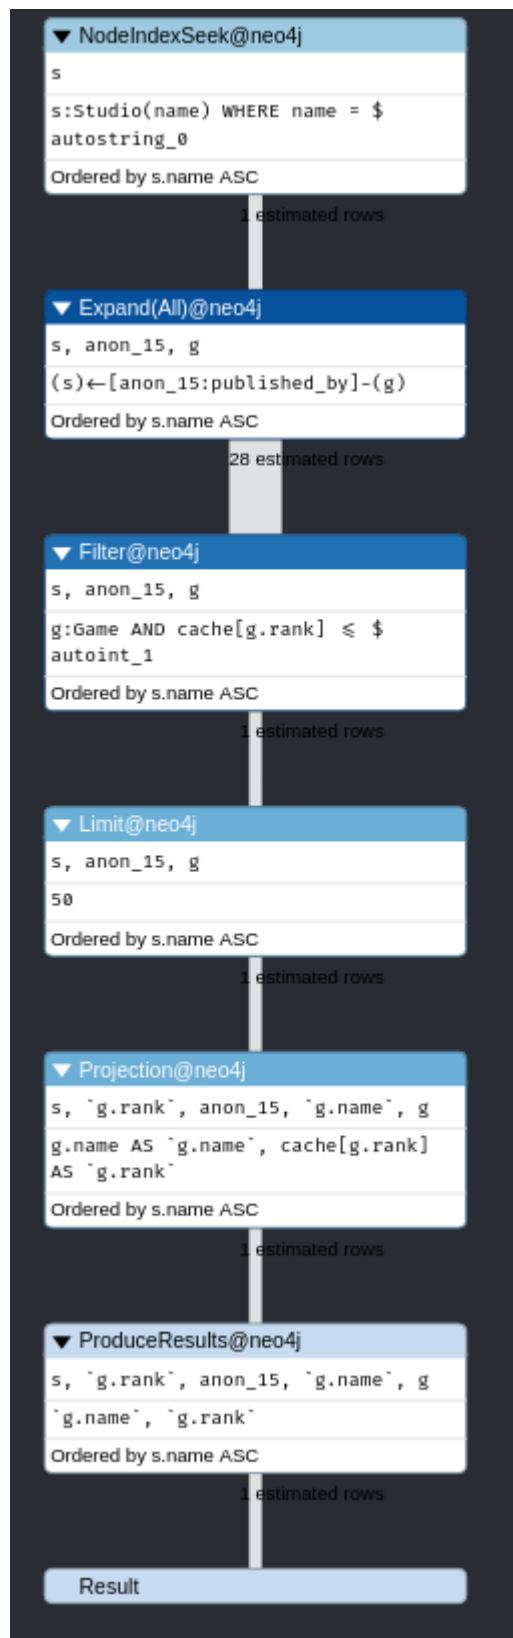 NodeIndexSeek@neo4j
s
s:Studio(name) WHERE name = $
autostring_0
Ordered by s.name ASC
1 estimated rows
Expand(All)@neo4j
s, anon_15, g
(s)←[anon_15:published_by]-(g)
Ordered by s.name ASC
28 estimated rows
Filter@neo4j
s, anon_15, g
g:Game AND cache[g.rank] ⩽ $
autoint_1
Ordered by s.name ASC
1 estimated rows
Limit@neo4j
s, anon_15, g
50
Ordered by s.name ASC
1 estimated rows
Projection@neo4j
s, `g.rank`, anon_15, `g.name`, g
g.name AS `g.name`, cache[g.rank]
AS `g.rank`
Ordered by s.name ASC
1 estimated rows
ProduceResults@neo4j
s, `g.rank`, anon_15, `g.name`, g
`g.name`, `g.rank`
Ordered by s.name ASC
1 estimated rows
Result